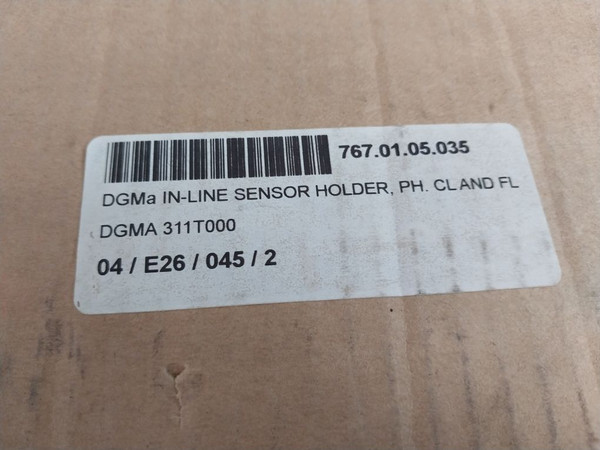 767.01.05.035
DGMa IN-LINE SENSOR HOLDER, PH. CL AND FL
DGMA 311T000
04 / E26 / 045 / 2